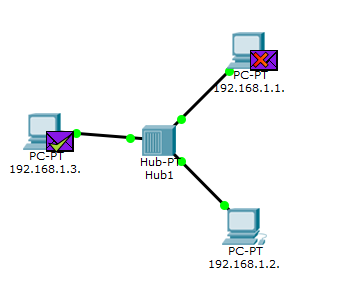 PC-PT
192.168.1.1.
Hub-PT
Hub1
PC-PT
192.168.1.3.
PC-PT
192.168.1.2.